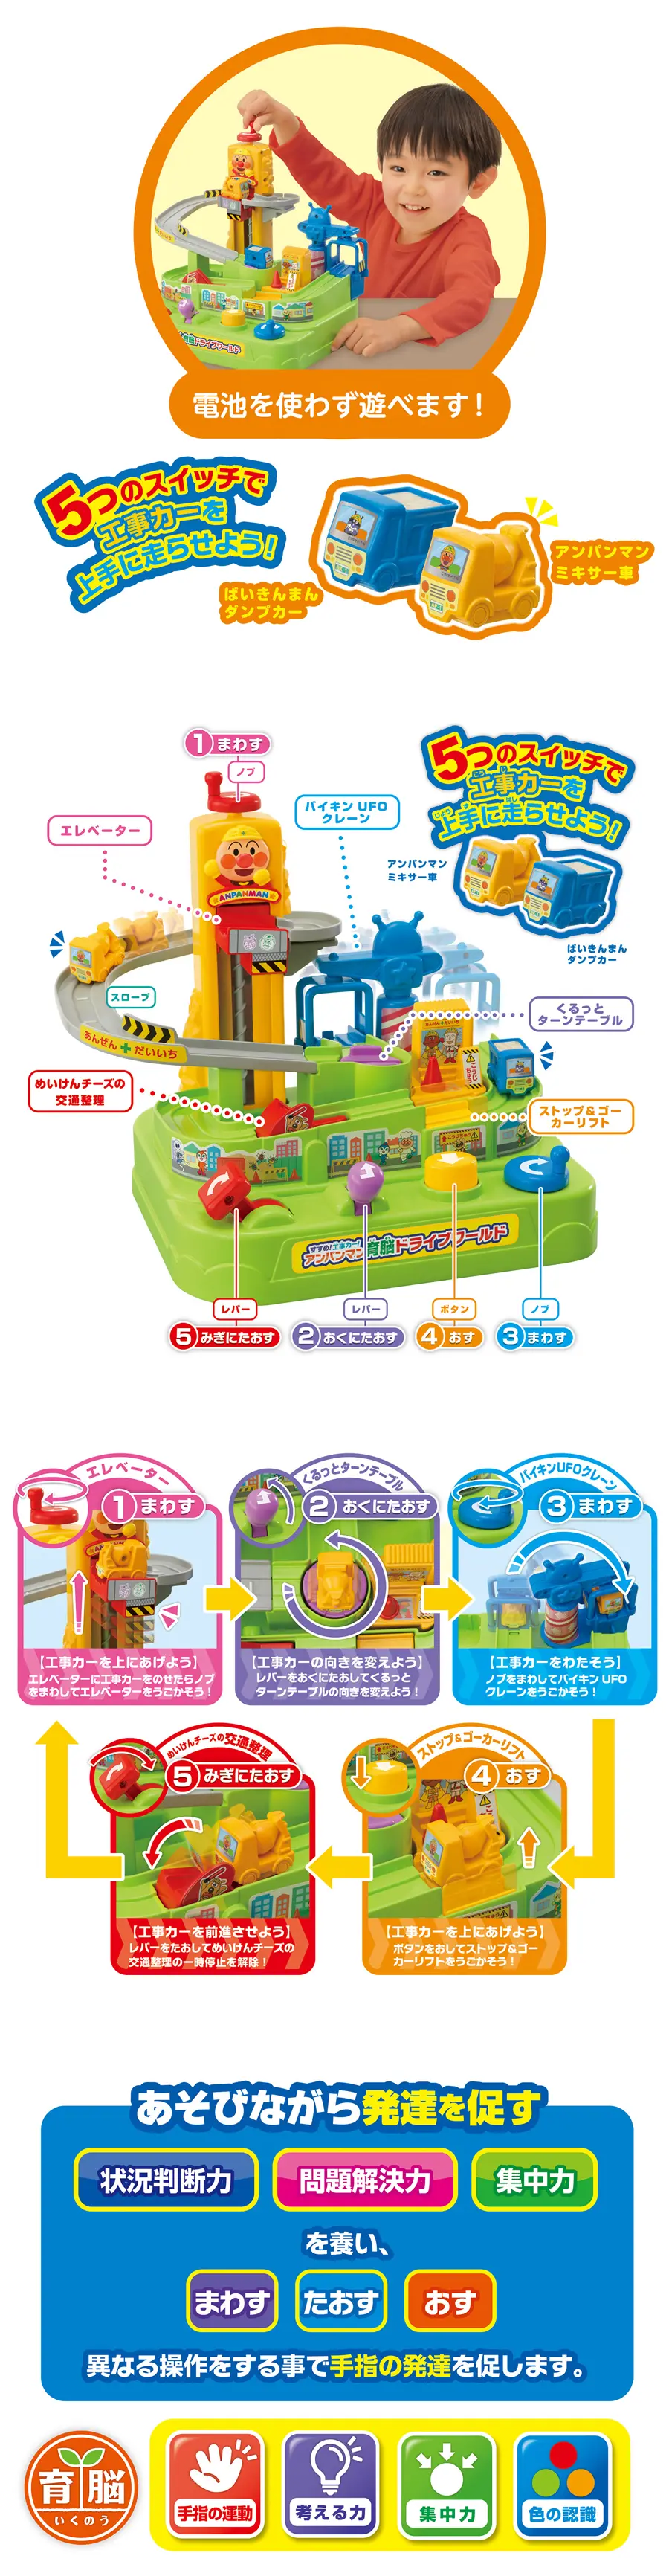 電池を使わず遊べます！
5つのスイッチで
工事カーを
上手に走らせよう！
ばいきんまん
ダンプカー
アンパンマン
ミキサー車
1 まわす
ノブ
エレベーター
バイキン UFO
クレーン
5つのスイッチで
工事カーを
上手に走らせよう！
アンパンマン
ミキサー車
ばいきんまん
ダンプカー
ANPANMAN
スロープ
あんぜん＋だいいち
くるっと
ターンテーブル
めいけんチーズの
交通整理
ストップ&ゴー
カーリフト
すすめ！工事カー！
アンパンマン育脳ドライブワールド
レバー
レバー
ボタン
ノブ
5 みぎにたおす
2 おくにたおす
4 おす
3 まわす
エレベーター
1 まわす
【工事カーを上にあげよう】
エレベーターに工事カーをのせたらノブ
をまわしてエレベーターをうごかそう！
くるっとターンテーブル
2 おくにたおす
【工事カーの向きを変えよう】
レバーをおくにたおしてくるっと
ターンテーブルの向きを変えよう！
バイキンUFOクレーン
3 まわす
【工事カーをわたそう】
ノブをまわしてバイキン UFO
クレーンをうごかそう！
めいけんチーズの交通整理
5 みぎにたおす
【工事カーを前進させよう】
レバーをたおしてめいけんチーズの
交通整理の一時停止を解除！
ストップ&ゴーカーリフト
4 おす
【工事カーを上にあげよう】
ボタンをおしてストップ&ゴー
カーリフトをうごかそう！
あそびながら発達を促す
状況判断力
問題解決力
集中力
を養い、
まわす
たおす
おす
異なる操作をする事で手指の発達を促します。
育脳
いくのう
手指の運動
考える力
集中力
色の認識